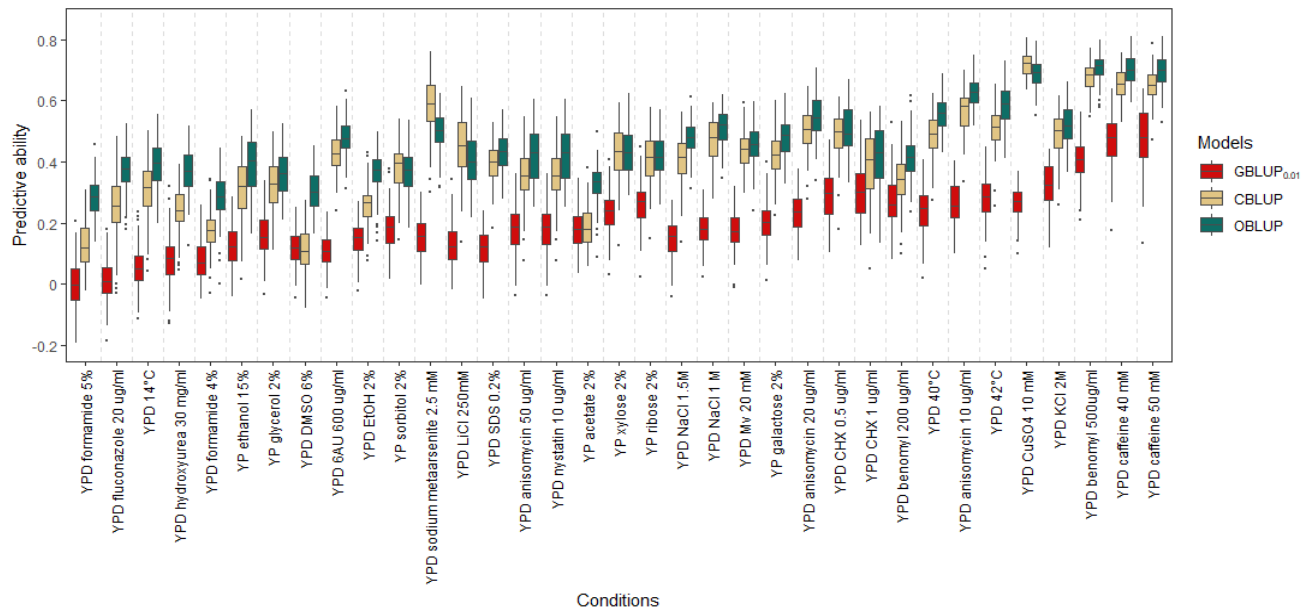 0.8
0.6
0.4
0.2
0
-0.2
Predictive ability
YPD formamide 5%
YPD fluconazole 20 ug/ml
YPD 14°C
YPD hydroxyurea 30 mg/ml
YPD formamide 4%
YP ethanol 15%
YP glycerol 2%
YPD DMSO 6%
YPD 6AU 600 ug/ml
YPD EtOH 2%
YP sorbitol 2%
YPD sodium metaarsenite 2.5 mM
YPD LiCl 250mM
YPD SDS 0.2%
YPD anisomycin 50 ug/ml
YPD nystatin 10 ug/ml
YP acetate 2%
YP xylose 2%
YP ribose 2%
YPD NaCl 1.5M
YPD NaCl 1 M
YPD Mv 20 mM
YP galactose 2%
YPD anisomycin 20 ug/ml
YPD CHX 0.5 ug/ml
YPD CHX 1 ug/ml
YPD benomyl 200 ug/ml
YPD 40°C
YPD anisomycin 10 ug/ml
YPD 42°C
YPD CuSO4 10 mM
YPD KCl 2M
YPD benomyl 500ug/ml
YPD caffeine 40 mM
YPD caffeine 50 mM
Conditions
Models
GBLUP0.01
CBLUP
OBLUP